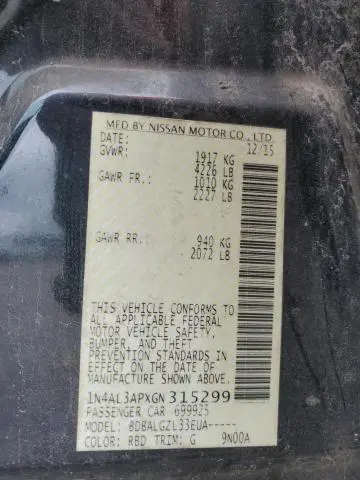 MFD BY NISSAN MOTOR CO., LTD.
DATE: 12/15
GVWR: 1917 KG
4226 LB
GAWR FR.: 1010 KG
2227 LB
GAWR RR.: 940 KG
2072 LB
THIS VEHICLE CONFORMS TO
ALL APPLICABLE FEDERAL
MOTOR VEHICLE SAFETY,
BUMPER, AND THEFT
PREVENTION STANDARDS IN
EFFECT ON THE DATE OF
MANUFACTURE SHOWN ABOVE.
1N4AL3APXGN315299
PASSENGER CAR 699925
BDBALGZL33EUA-----
COLOR: RBD TRIM: G 9N00A